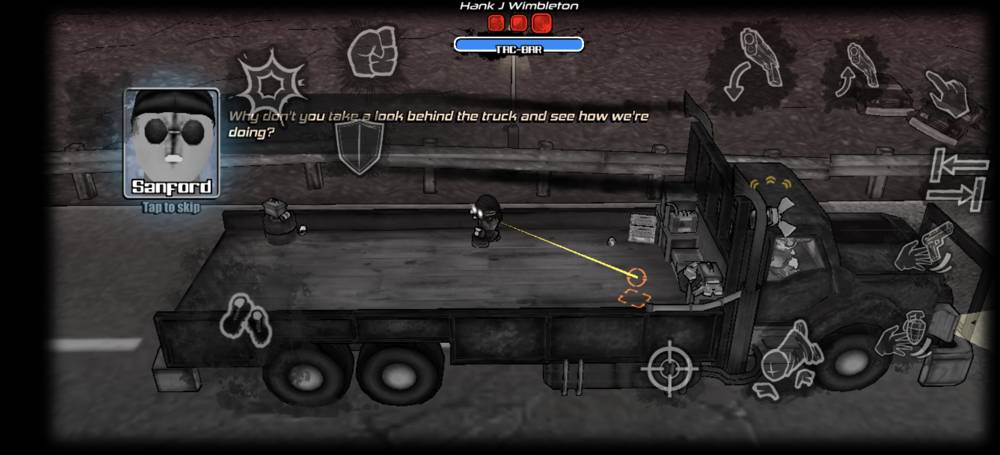 Hank J Wimbleton
TAC-BAR
Why don't you take a look behind the truck and see how we're
doing?
Sanford
Tap to skip